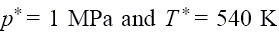 p* = 1 MPa and T* = 540 K